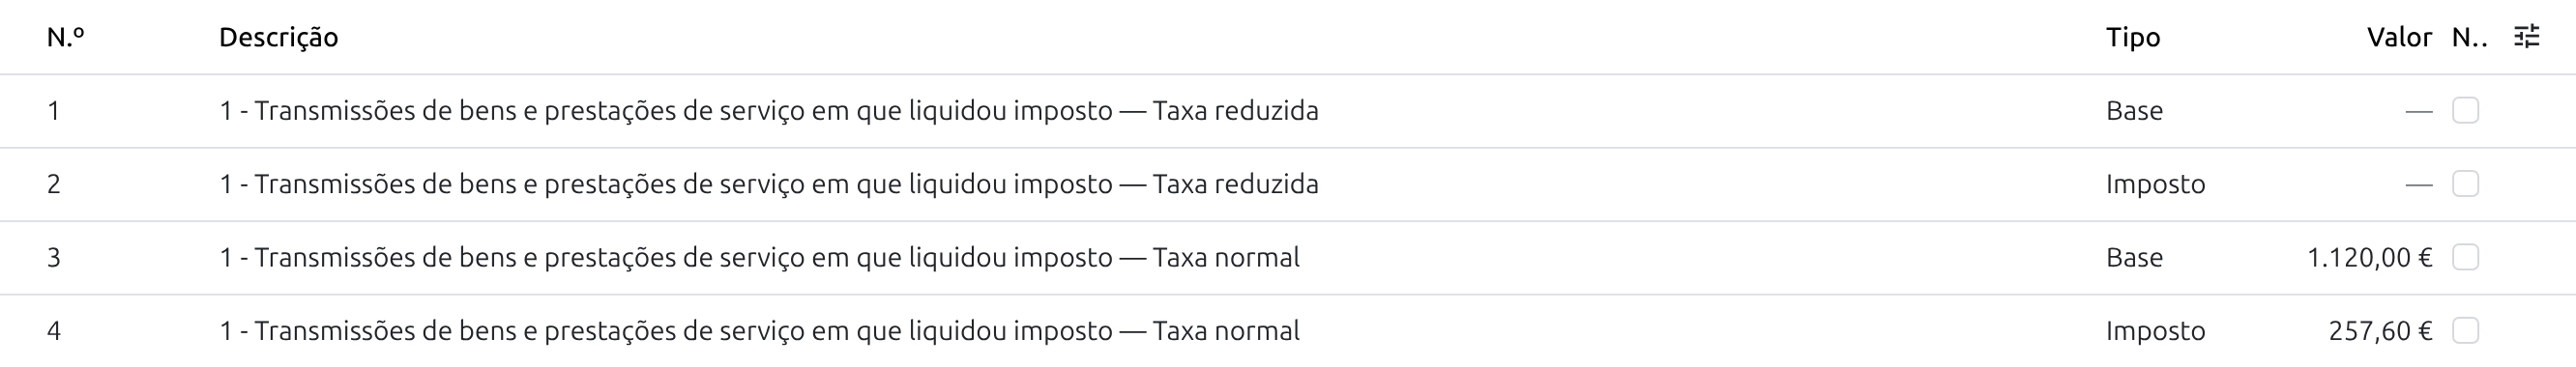 N.º Descrição Tipo Valor N..
1 1 - Transmissões de bens e prestações de serviço em que liquidou imposto — Taxa reduzida Base —
2 1 - Transmissões de bens e prestações de serviço em que liquidou imposto — Taxa reduzida Imposto —
3 1 - Transmissões de bens e prestações de serviço em que liquidou imposto — Taxa normal Base 1.120,00 €
4 1 - Transmissões de bens e prestações de serviço em que liquidou imposto — Taxa normal Imposto 257,60 €